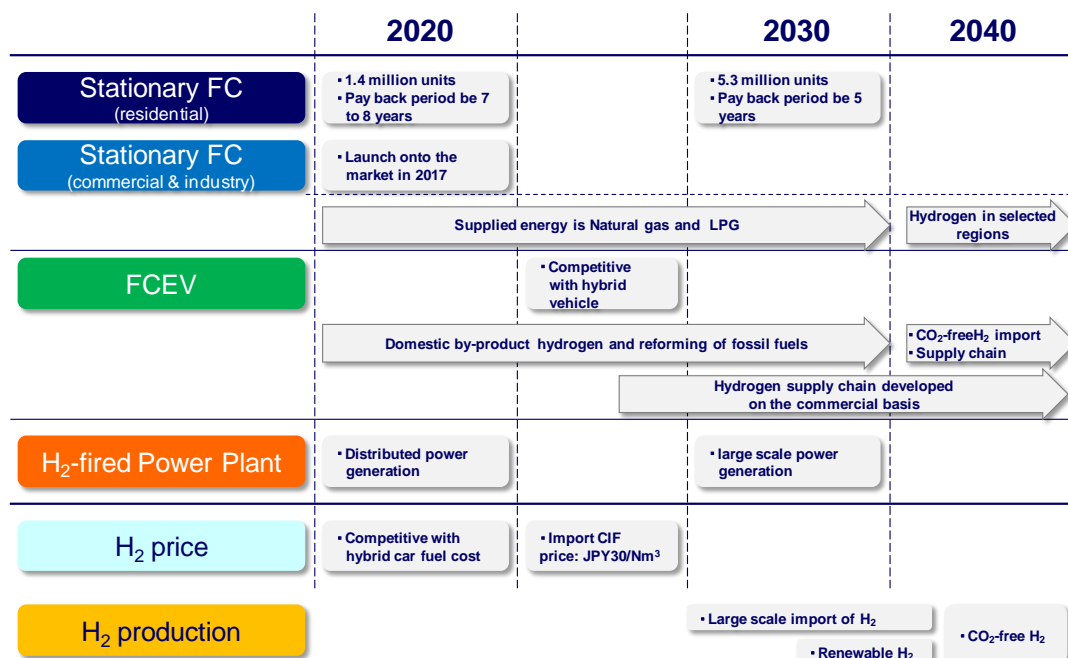 2020 2030 2040
Stationary FC
(residential)
▪ 1.4 million units
▪ Pay back period be 7
to 8 years
▪ 5.3 million units
▪ Pay back period be 5
years
Stationary FC
(commercial & industry)
▪ Launch onto the
market in 2017
Supplied energy is Natural gas and LPG
Hydrogen in selected
regions
FCEV
▪ Competitive
with hybrid
vehicle
Domestic by-product hydrogen and reforming of fossil fuels
▪ CO₂-freeH₂ import
▪ Supply chain
Hydrogen supply chain developed
on the commercial basis
H₂-fired Power Plant
▪ Distributed power
generation
▪ large scale power
generation
H₂ price
▪ Competitive with
hybrid car fuel cost
▪ Import CIF
price: JPY30/Nm³
H₂ production
▪ Large scale import of H₂
▪ Renewable H₂
▪ CO₂-free H₂